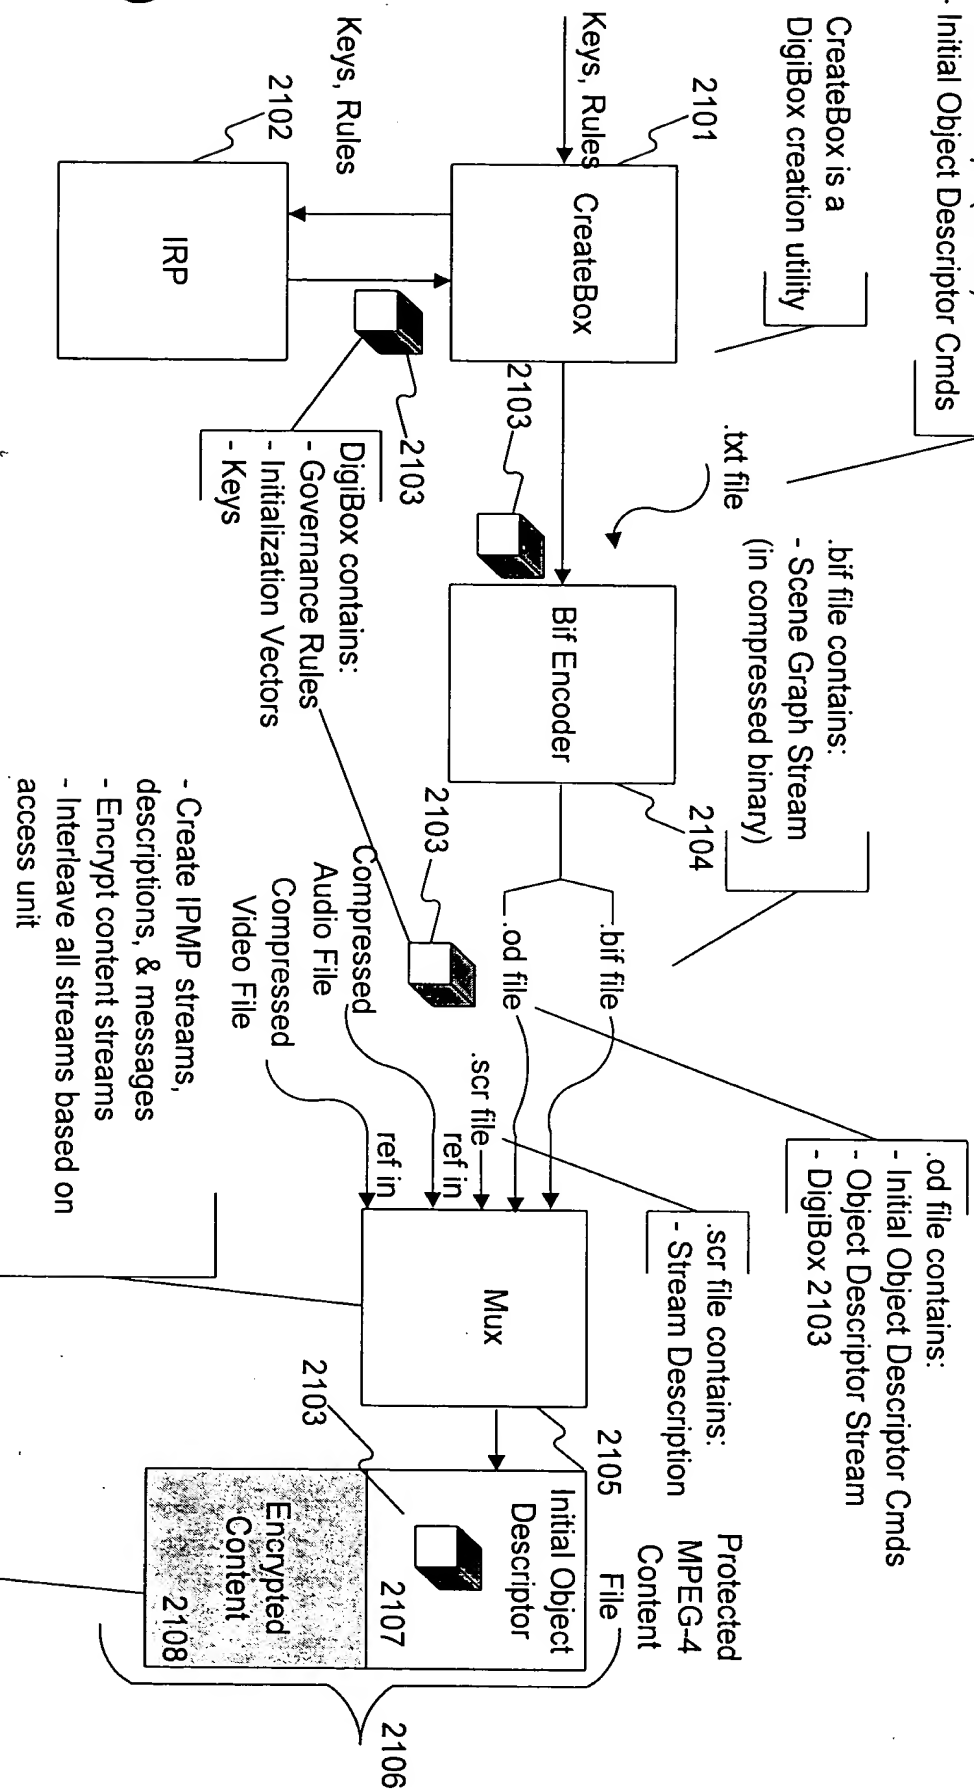 - Initial Object Descriptor Cmds
CreateBox is a
DigiBox creation utility
.txt file
.bif file contains:
- Scene Graph Stream
(in compressed binary)
.od file contains:
- Initial Object Descriptor Cmds
- Object Descriptor Stream
- DigiBox 2103
.scr file contains:
- Stream Description
Protected
MPEG-4
Content
File
2101
Keys, Rules
CreateBox
2103
Bif Encoder
2104
.bif file
.od file
.scr file
ref in
ref in
Mux
2105
Initial Object
Descriptor
2107
Encrypted
Content
2108
2106
2103
Keys, Rules
2102
IRP
2103
DigiBox contains:
- Governance Rules
- Initialization Vectors
- Keys
2103
Compressed
Audio File
Compressed
Video File
- Create IPMP streams,
descriptions, & messages
- Encrypt content streams
- Interleave all streams based on
access unit